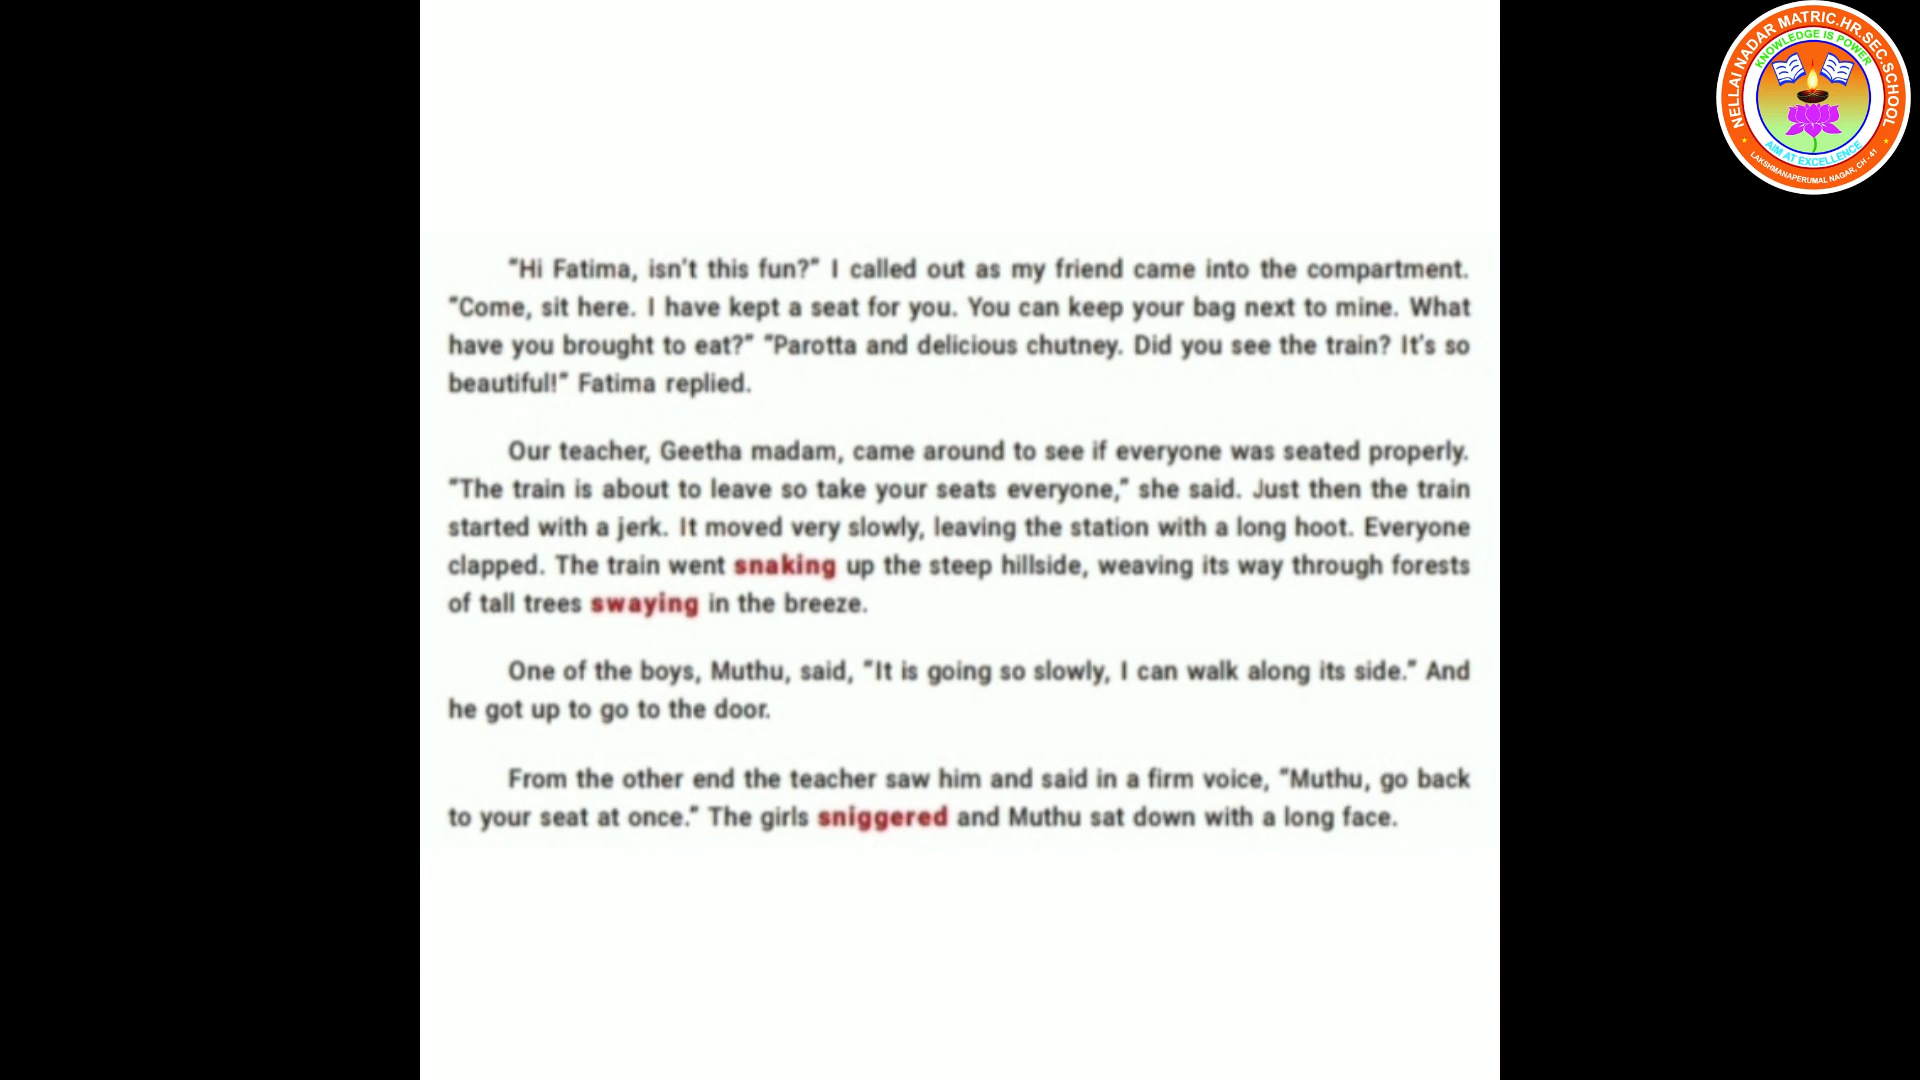 "Hi Fatima, isn't this fun?" I called out as my friend came into the compartment.
"Come, sit here. I have kept a seat for you. You can keep your bag next to mine. What
have you brought to eat?" "Parotta and delicious chutney. Did you see the train? It's so
beautiful!" Fatima replied.
Our teacher, Geetha madam, came around to see if everyone was seated properly.
"The train is about to leave so take your seats everyone," she said. Just then the train
started with a jerk. It moved very slowly, leaving the station with a long hoot. Everyone
clapped. The train went snaking up the steep hillside, weaving its way through forests
of tall trees swaying in the breeze.
One of the boys, Muthu, said, "It is going so slowly, I can walk along its side." And
he got up to go to the door.
From the other end the teacher saw him and said in a firm voice, "Muthu, go back
to your seat at once." The girls sniggered and Muthu sat down with a long face.
NELLAI NADAR MATRIC.HR.SEC.SCHOOL
KNOWLEDGE IS POWER
AIM AT EXCELLENCE
LAKSHMANAPERUMAL NAGAR, CH - 41